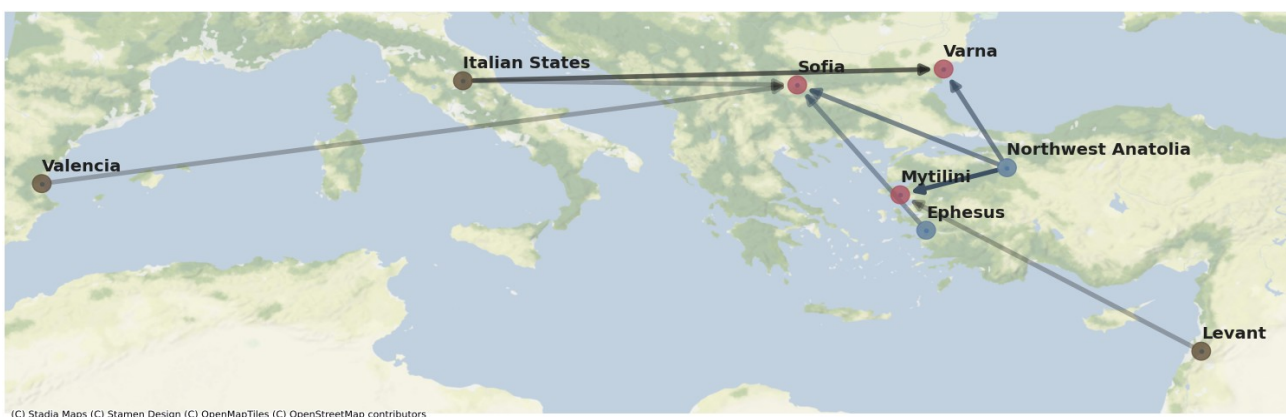 Varna
Italian States
Sofia
Northwest Anatolia
Valencia
Mytilini
Ephesus
Levant
(C) Stadia Maps (C) Stamen Design (C) OpenMapTiles (C) OpenStreetMap contributors